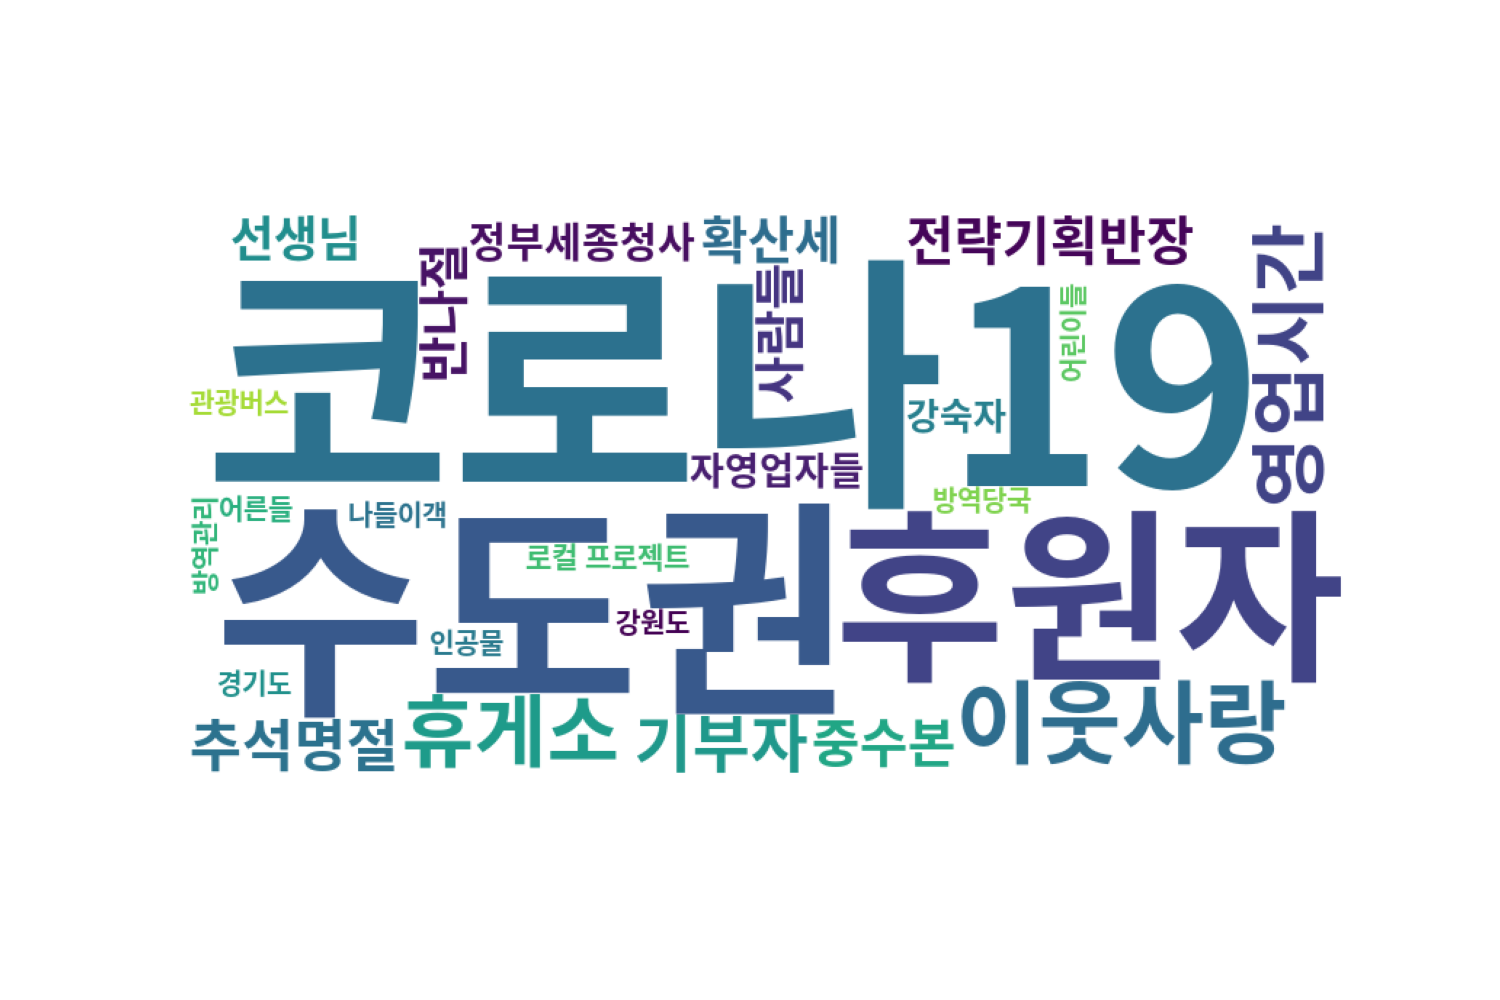 선생님
정부세종청사
확산세
전략기획반장
영업시간
반나절
사람들
어린이들
코로나19
관광버스
강숙자
자영업자들
방역당국
방역관리
어른들
나들이객
수도권
후원자
로컬 프로젝트
강원도
인공물
경기도
추석명절
휴게소
기부자
중수본
이웃사랑